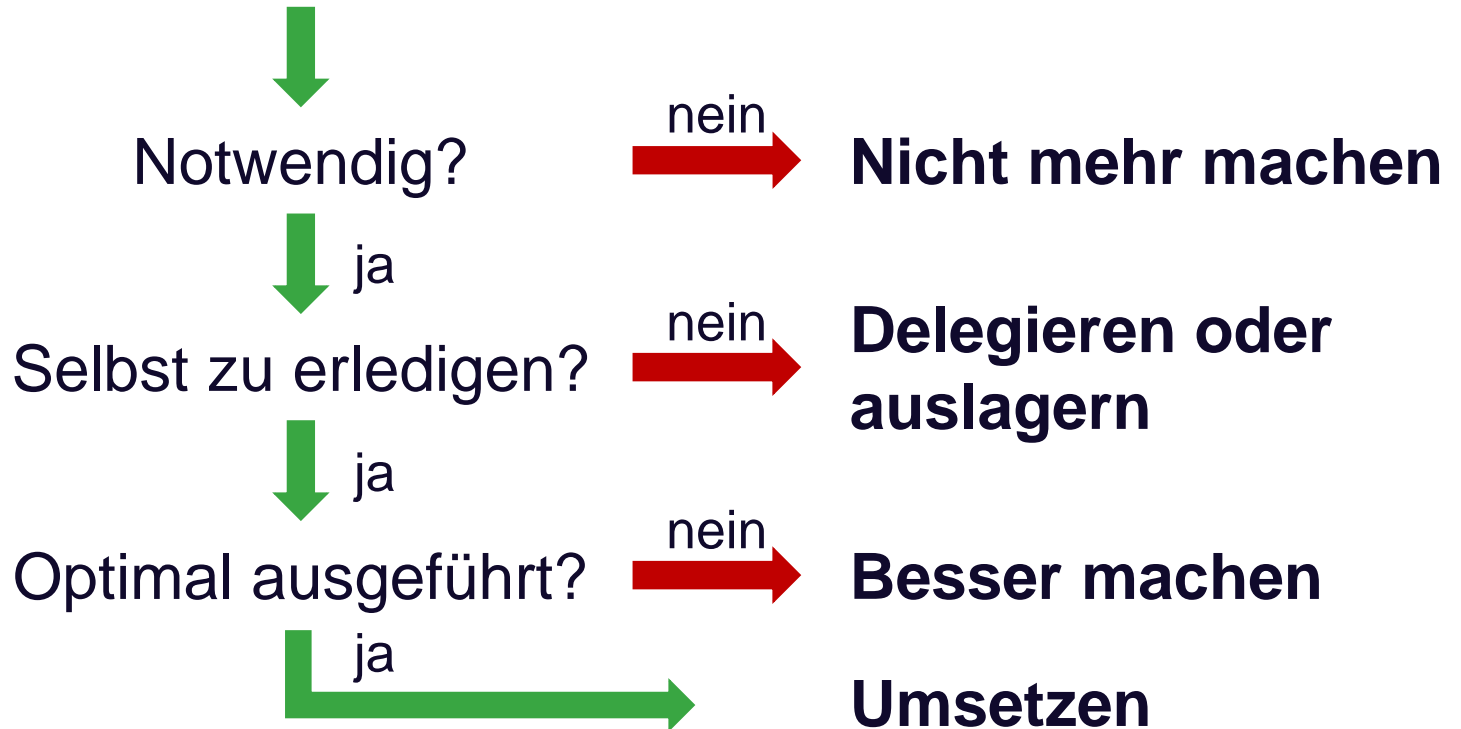 nein
Notwendig?
Nicht mehr machen
ja
nein
Selbst zu erledigen?
Delegieren oder
auslagern
ja
nein
Optimal ausgeführt?
Besser machen
ja
Umsetzen